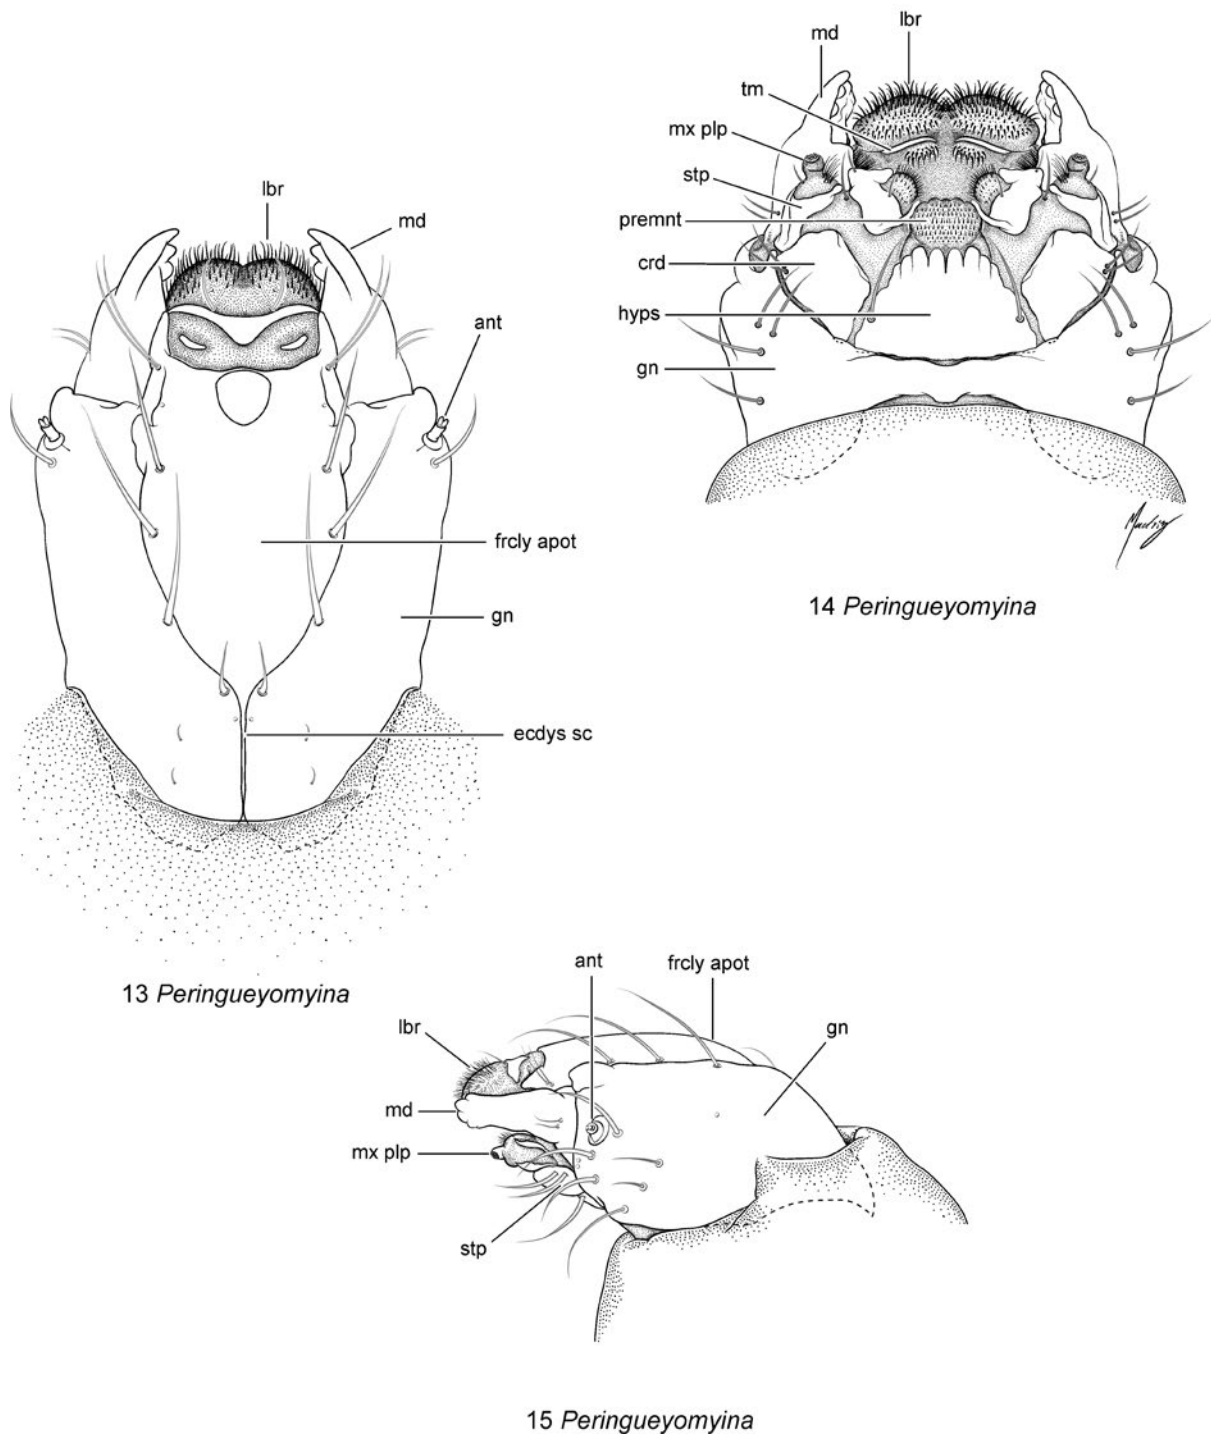 lbr
md
ant
frcly apot
gn
ecdys sc
13 Peringueyomyina
lbr
md
tm
mx plp
stp
premnt
crd
hyps
gn
14 Peringueyomyina
ant
frcly apot
gn
lbr
md
mx plp
stp
15 Peringueyomyina